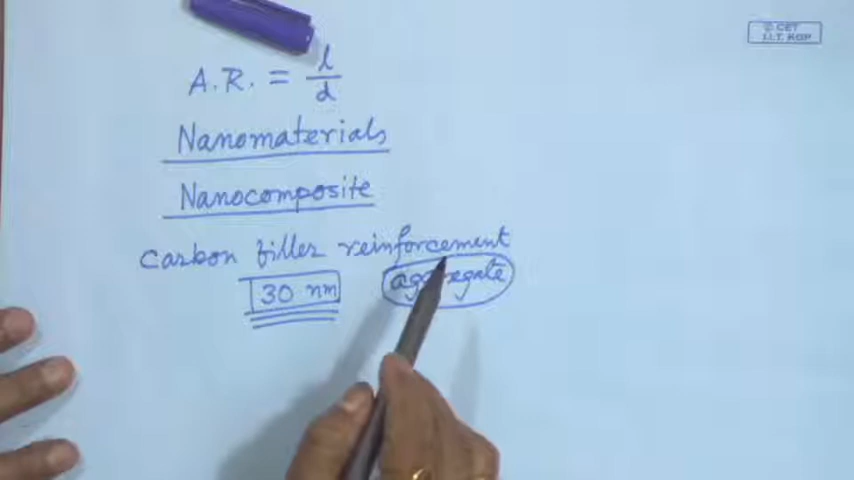 © CET
I.I.T. KGP
A.R. = l/d
Nanomaterials
Nanocomposite
carbon filler reinforcement
30 nm aggregate